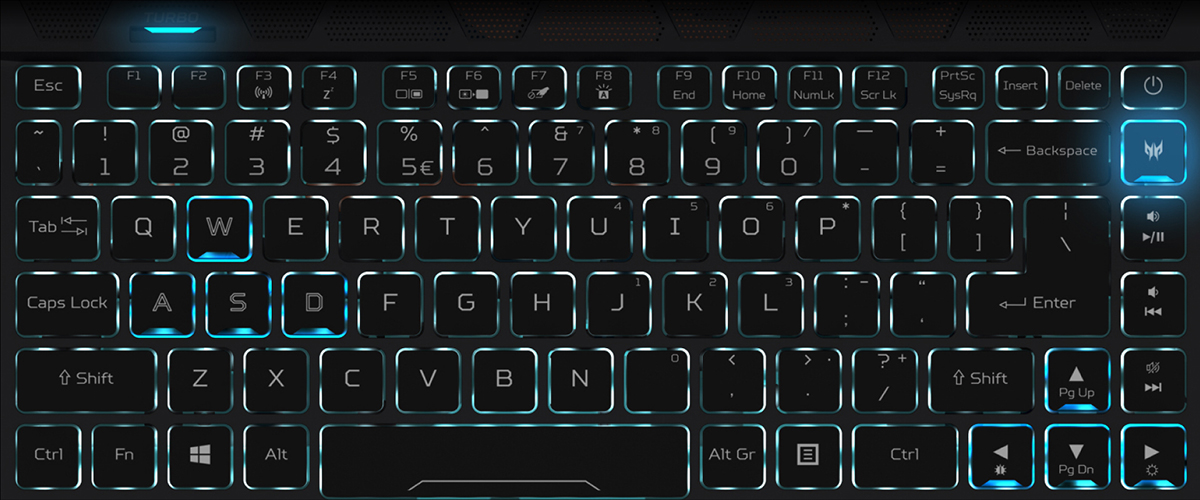 TURBO
Esc F1 F2 F3 F4 F5 F6 F7 F8 F9 F10 F11 F12 PrtSc Insert Delete
Zᶻ A End Home NumLk Scr Lk SysRq
~ ! @ # $ % ^ & 7 * 8 ( 9 ) / — +
` 1 2 3 4 5€ 6 7 8 9 0 - = ← Backspace
Tab Q W E R T Y U 4 I 5 O 6 P * { [ } ] ¦ \
Caps Lock A S D F G H J 1 K 2 L 3 : - ; “ ‘ Enter
⇧ Shift Z X C V B N 0 < , > . . ? + / ⇧ Shift Pg Up
Ctrl Fn Alt Alt Gr Ctrl Pg Dn